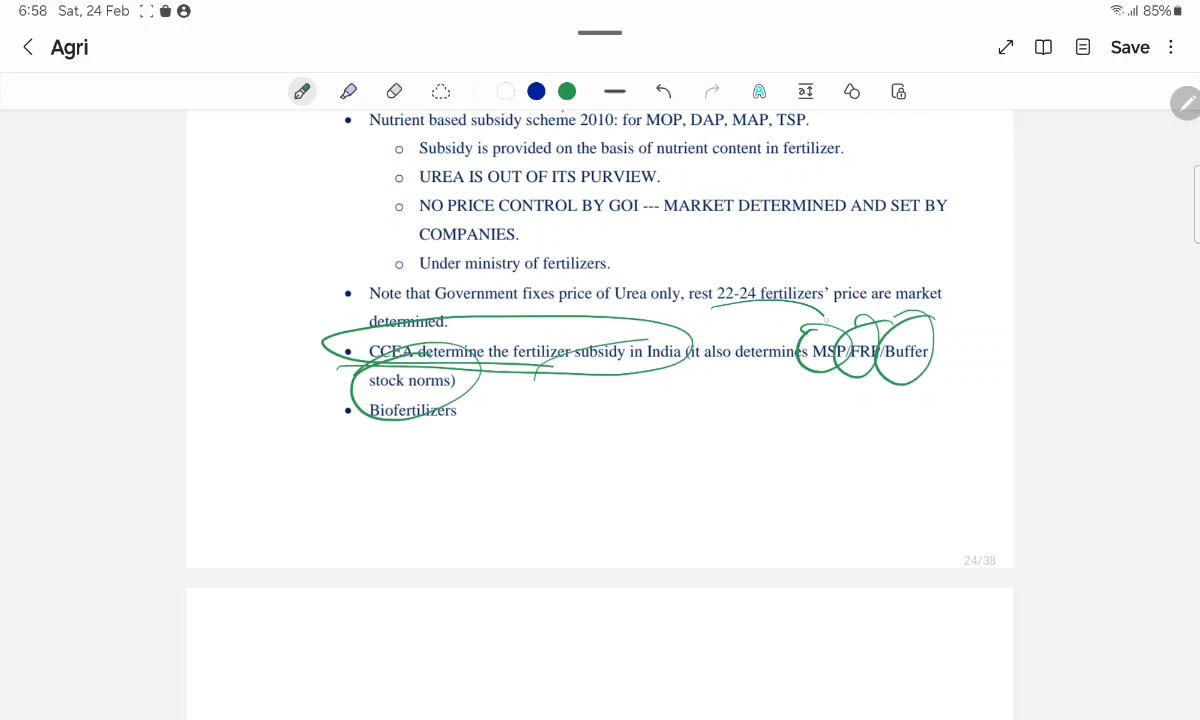 6:58 Sat, 24 Feb 85%
Agri Save
• Nutrient based subsidy scheme 2010: for MOP, DAP, MAP, TSP.
o Subsidy is provided on the basis of nutrient content in fertilizer.
o UREA IS OUT OF ITS PURVIEW.
o NO PRICE CONTROL BY GOI --- MARKET DETERMINED AND SET BY
COMPANIES.
o Under ministry of fertilizers.
• Note that Government fixes price of Urea only, rest 22-24 fertilizers’ price are market
determined.
• CCEA determine the fertilizer subsidy in India (it also determines MSP/FRP/Buffer
stock norms)
• Biofertilizers
24/38